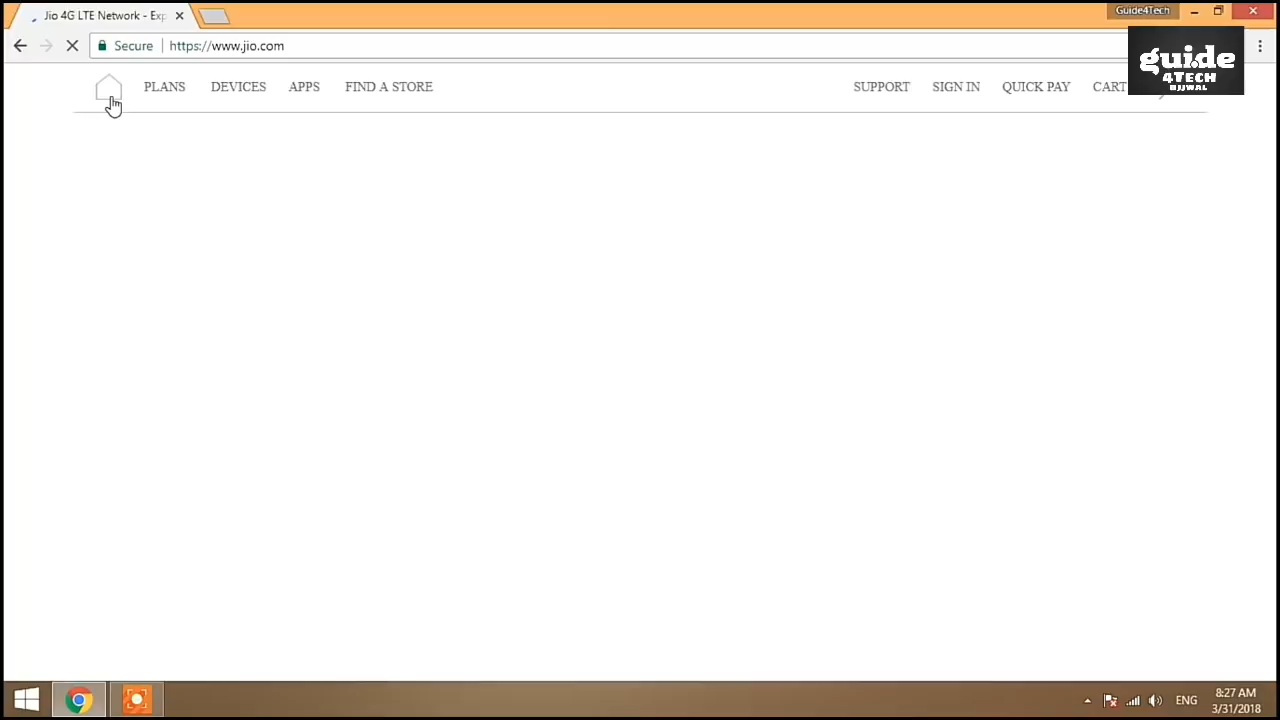 Jio 4G LTE Network - Exp
Guide4Tech
Secure
https://www.jio.com
guide
4TECH
UJJWAL
PLANS
DEVICES
APPS
FIND A STORE
SUPPORT
SIGN IN
QUICK PAY
CART
ENG
8:27 AM
3/31/2018